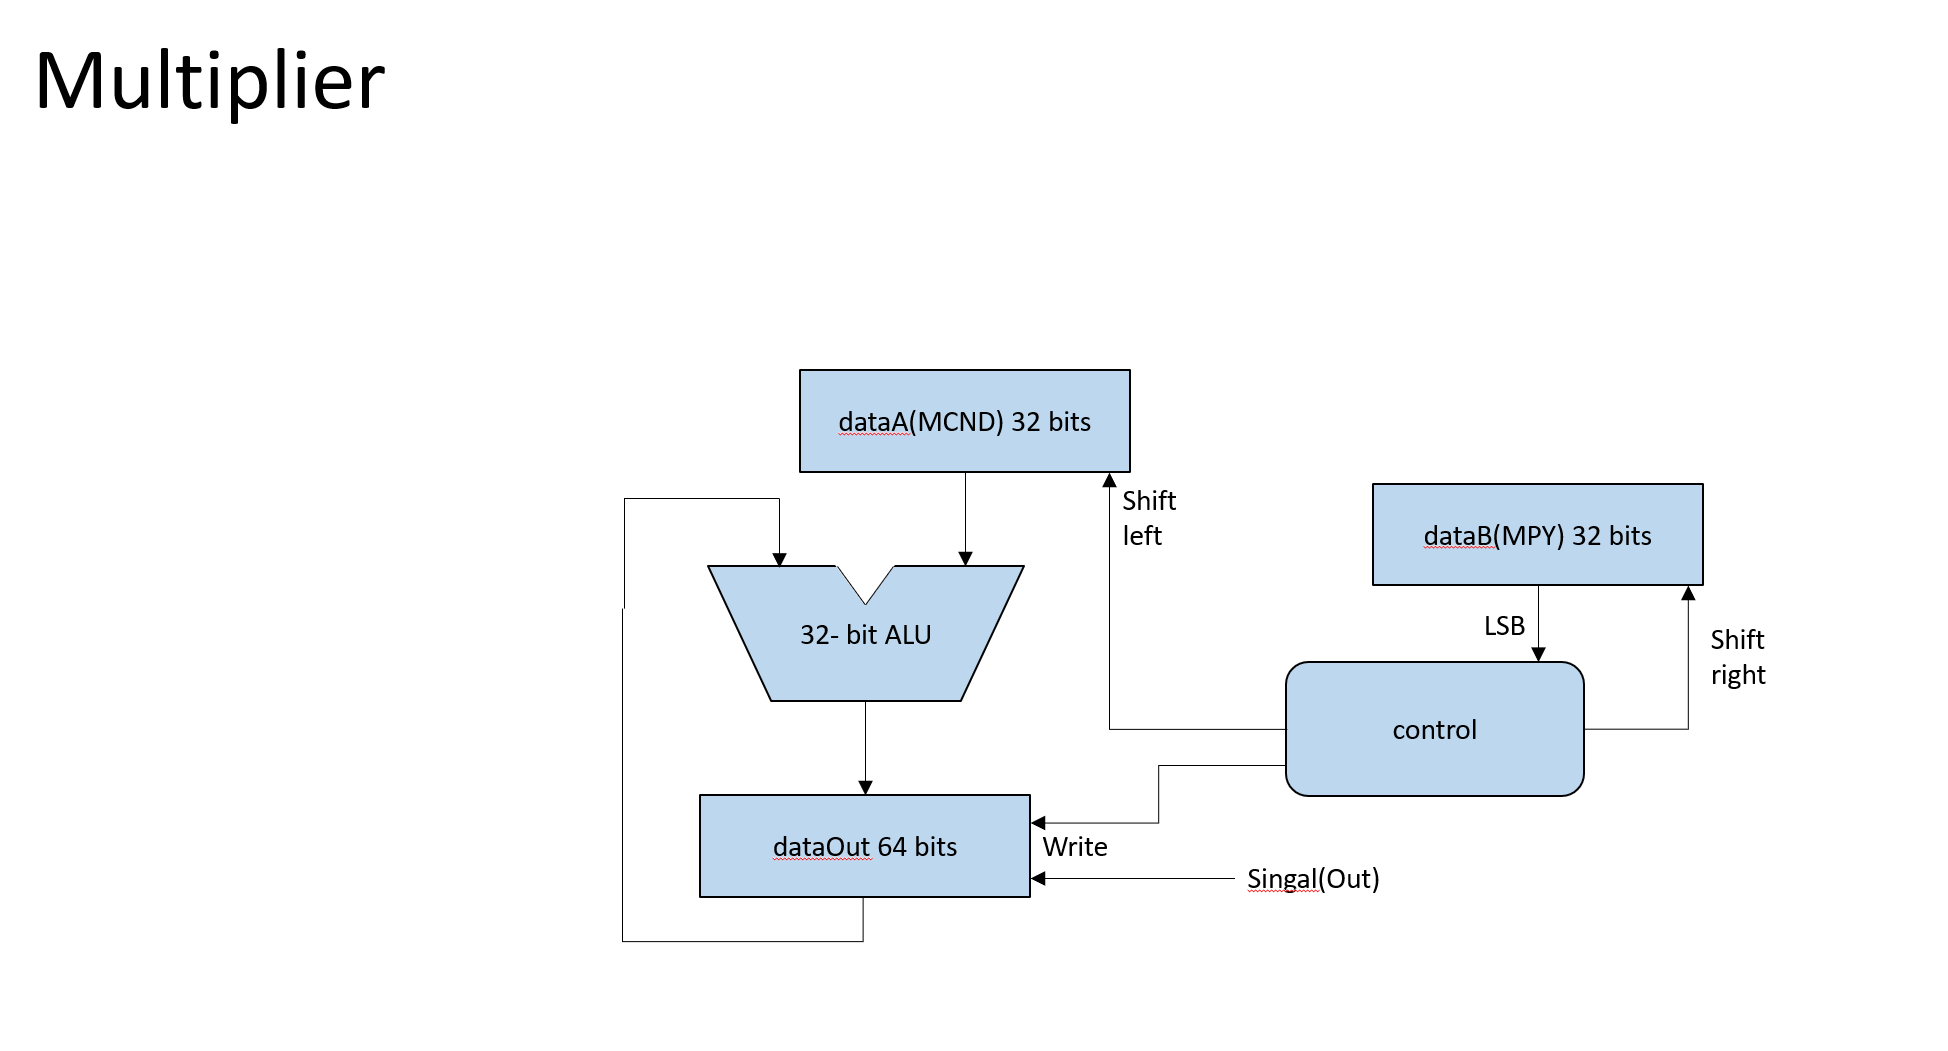 Multiplier
dataA(MCND) 32 bits
Shift
left
dataB(MPY) 32 bits
32- bit ALU
LSB
Shift
right
control
dataOut 64 bits
Write
Singal(Out)